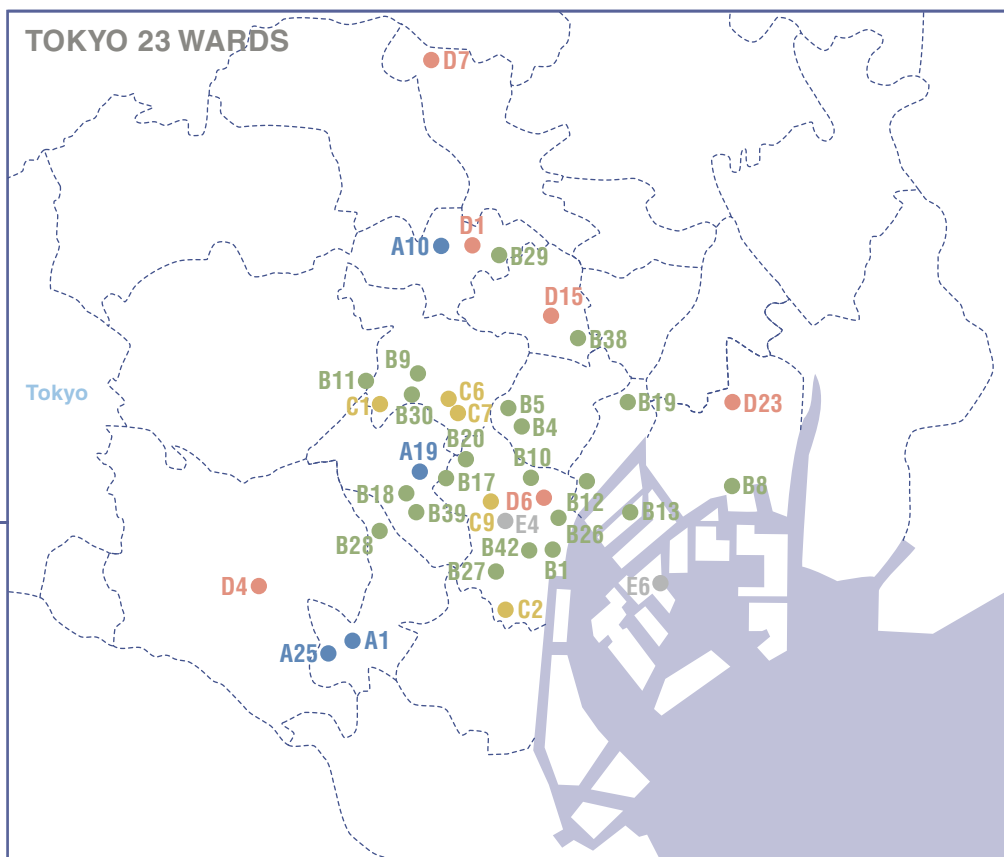 TOKYO 23 WARDS
D7
D1
A10
B29
D15
B38
B9
B11
C6
C1
B30
C7
B5
B19
D23
B4
Tokyo
B20
A19
B10
B17
B18
D6
B12
B8
B39
C9
E4
B13
B26
B28
B42
B1
B27
D4
E6
C2
A1
A25